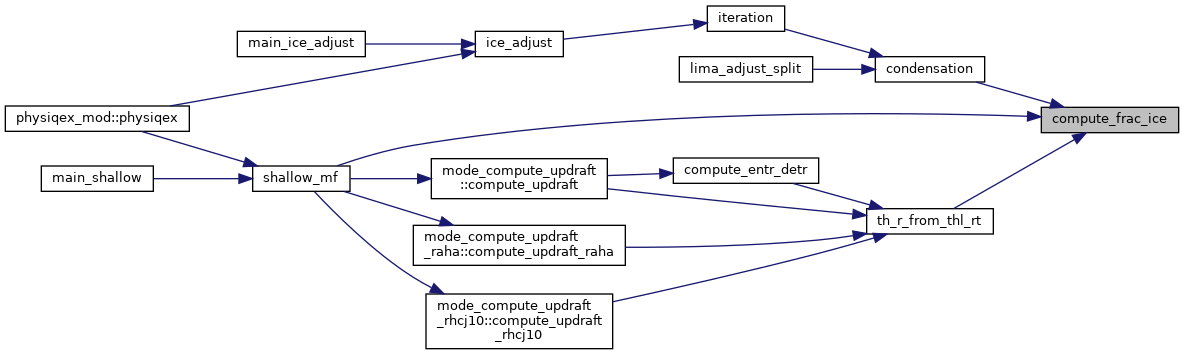 iteration
main_ice_adjust
ice_adjust
lima_adjust_split
condensation
physiqex_mod::physiqex
compute_frac_ice
main_shallow
shallow_mf
mode_compute_updraft
::compute_updraft
compute_entr_detr
th_r_from_thl_rt
mode_compute_updraft
_raha::compute_updraft_raha
mode_compute_updraft
_rhcj10::compute_updraft
_rhcj10